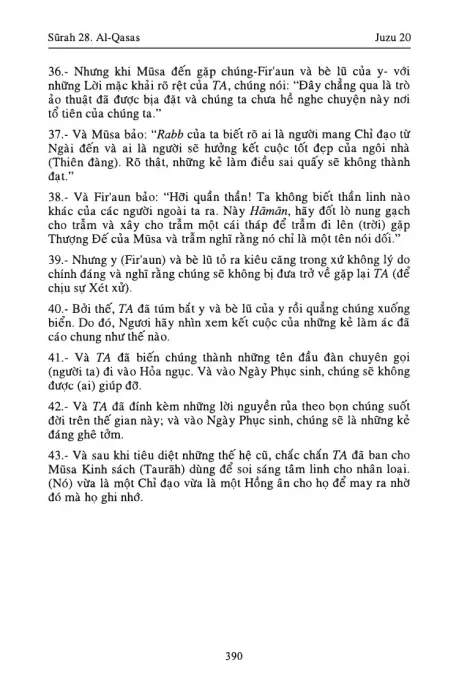 Sūrah 28. Al-Qasas Juzu 20
36.- Nhưng khi Mūsa đến gặp chúng-Fir'aun và bè lũ của y- với
những Lời mặc khải rõ rệt của TA, chúng nói: “Đây chẳng qua là trò
ảo thuật đã được bịa đặt và chúng ta chưa hề nghe chuyện này nơi
tổ tiên của chúng ta.”
37.- Và Mūsa bảo: “Rabb của ta biết rõ ai là người mang Chỉ đạo từ
Ngài đến và ai là người sẽ hưởng kết cuộc tốt đẹp của ngôi nhà
(Thiên đàng). Rõ thật, những kẻ làm điều sai quấy sẽ không thành
đạt.”
38.- Và Fir'aun bảo: “Hỡi quần thần! Ta không biết thần linh nào
khác của các người ngoài ta ra. Này Hāmān, hãy đốt lò nung gạch
cho trẫm và xây cho trẫm một cái tháp để trẫm đi lên (trời) gặp
Thượng Đế của Mūsa và trẫm nghĩ rằng nó chỉ là một tên nói dối.”
39.- Nhưng y (Fir'aun) và bè lũ tỏ ra kiêu căng trong xứ không lý do
chính đáng và nghĩ rằng chúng sẽ không bị đưa trở về gặp lại TA (để
chịu sự Xét xử).
40.- Bởi thế, TA đã túm bắt y và bè lũ của y rồi quẳng chúng xuống
biển. Do đó, Ngươi hãy nhìn xem kết cuộc của những kẻ làm ác đã
cáo chung như thế nào.
41.- Và TA đã biến chúng thành những tên đầu đàn chuyên gọi
(người ta) đi vào Hỏa ngục. Và vào Ngày Phục sinh, chúng sẽ không
được (ai) giúp đỡ.
42.- Và TA đã đính kèm những lời nguyền rủa theo bọn chúng suốt
đời trên thế gian này; và vào Ngày Phục sinh, chúng sẽ là những kẻ
đáng ghê tởm.
43.- Và sau khi tiêu diệt những thế hệ cũ, chắc chắn TA đã ban cho
Mūsa Kinh sách (Taurāh) dùng để soi sáng tâm linh cho nhân loại.
(Nó) vừa là một Chỉ đạo vừa là một Hồng ân cho họ để may ra nhờ
đó mà họ ghi nhớ.
390